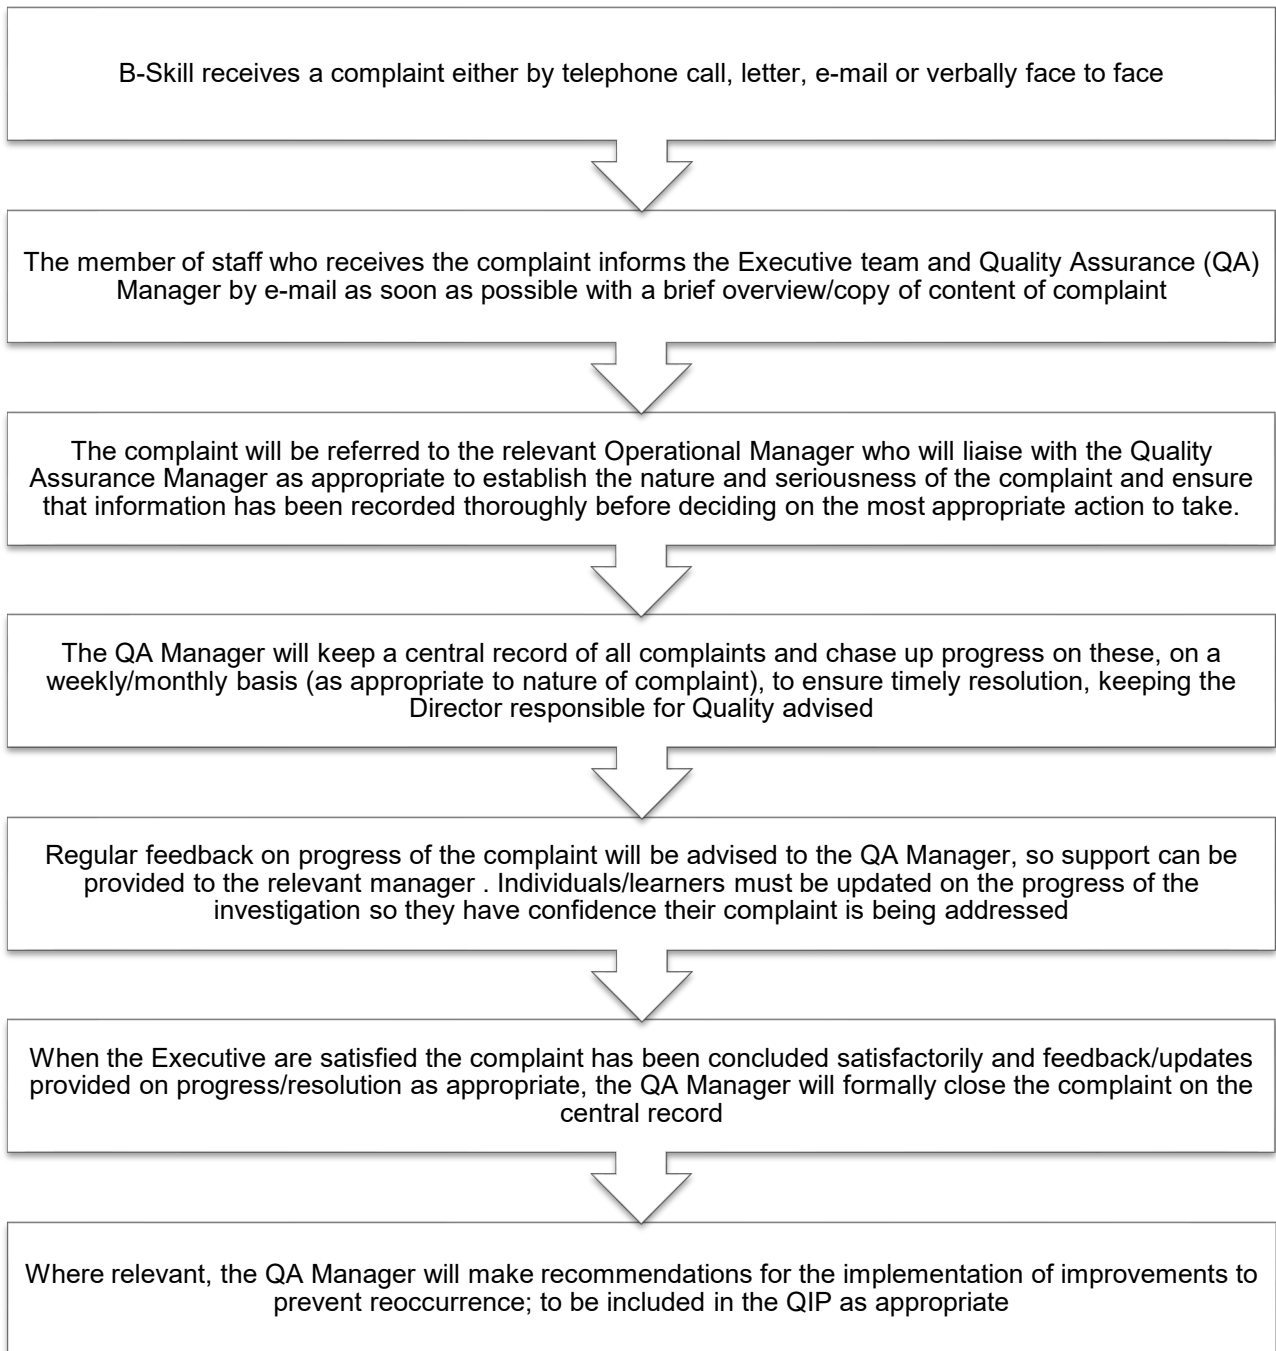 B-Skill receives a complaint either by telephone call, letter, e-mail or verbally face to face
The member of staff who receives the complaint informs the Executive team and Quality Assurance (QA)
Manager by e-mail as soon as possible with a brief overview/copy of content of complaint
The complaint will be referred to the relevant Operational Manager who will liaise with the Quality
Assurance Manager as appropriate to establish the nature and seriousness of the complaint and ensure
that information has been recorded thoroughly before deciding on the most appropriate action to take.
The QA Manager will keep a central record of all complaints and chase up progress on these, on a
weekly/monthly basis (as appropriate to nature of complaint), to ensure timely resolution, keeping the
Director responsible for Quality advised
Regular feedback on progress of the complaint will be advised to the QA Manager, so support can be
provided to the relevant manager . Individuals/learners must be updated on the progress of the
investigation so they have confidence their complaint is being addressed
When the Executive are satisfied the complaint has been concluded satisfactorily and feedback/updates
provided on progress/resolution as appropriate, the QA Manager will formally close the complaint on the
central record
Where relevant, the QA Manager will make recommendations for the implementation of improvements to
prevent reoccurrence; to be included in the QIP as appropriate